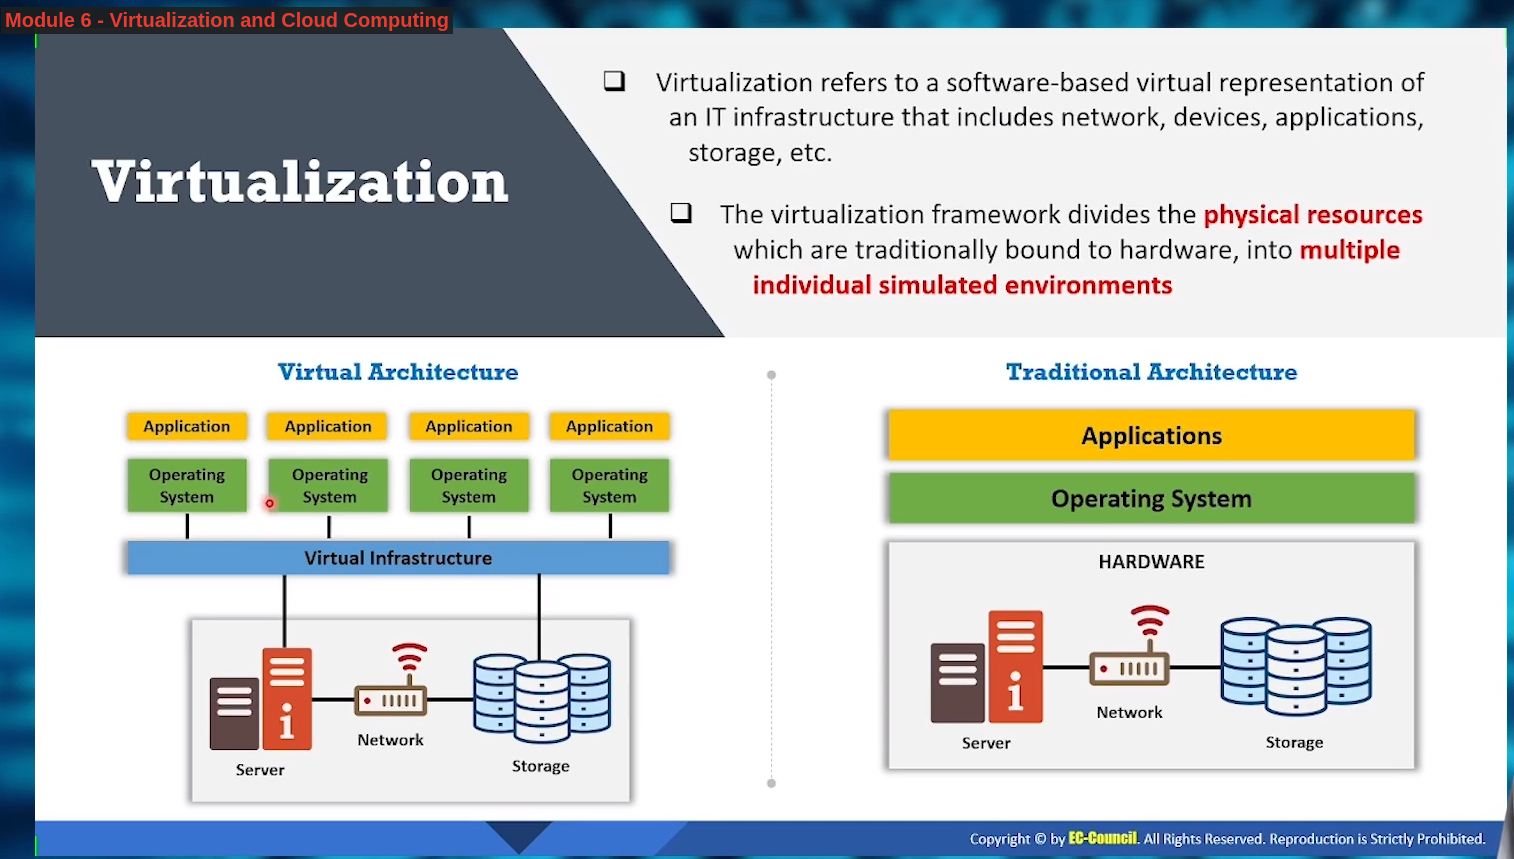 Module 6 - Virtualization and Cloud Computing
Virtualization
❑ Virtualization refers to a software-based virtual representation of
an IT infrastructure that includes network, devices, applications,
storage, etc.
❑ The virtualization framework divides the physical resources
which are traditionally bound to hardware, into multiple
individual simulated environments
Virtual Architecture
Application Application Application Application
Operating Operating Operating Operating
System System System System
Virtual Infrastructure
Network
Server
Storage
Traditional Architecture
Applications
Operating System
HARDWARE
Network
Server
Storage
Copyright © by EC-Council. All Rights Reserved. Reproduction is Strictly Prohibited.